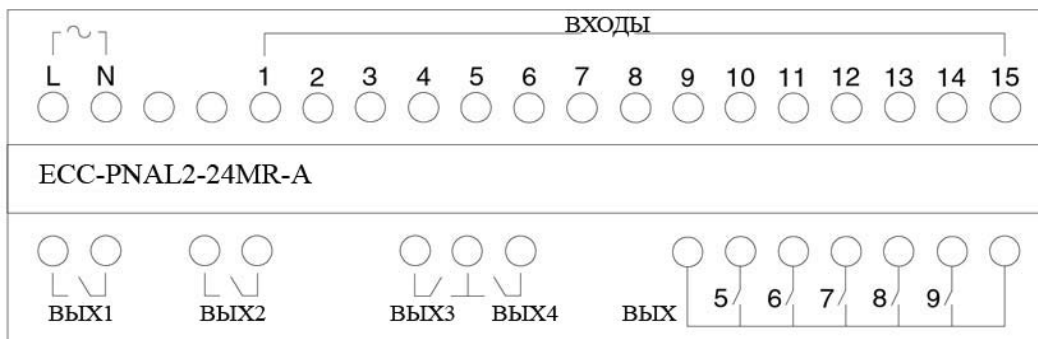 ВХОДЫ
L N 1 2 3 4 5 6 7 8 9 10 11 12 13 14 15
ECC-PNAL2-24MR-A
5 6 7 8 9
ВЫХ1 ВЫХ2 ВЫХ3 ВЫХ4 ВЫХ